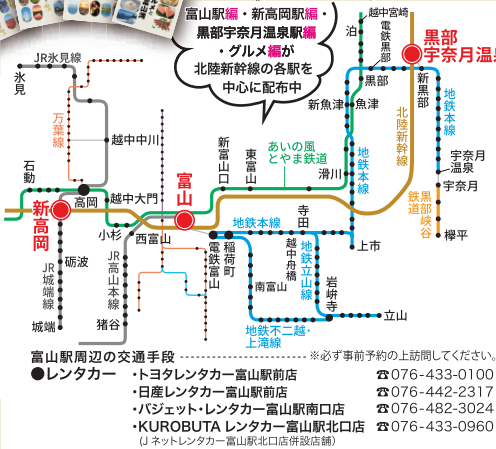 富山駅編・新高岡駅編・
黒部宇奈月温泉駅編
・グルメ編が
北陸新幹線の各駅を
中心に配布中
越中宮崎
泊
電鉄黒部
黒部
宇奈月温
黒部
新黒部
新魚津
魚津
地鉄本線
北陸新幹線
宇奈月温泉
宇奈月
黒部峡谷鉄道
欅平
JR氷見線
氷見
万葉線
越中中川
石動
高岡
越中大門
新高岡
小杉
西富山
富山
新富山口
東富山
あいの風
とやま鉄道
滑川
地鉄本線
地鉄本線
寺田
上市
電鉄富山
稲荷町
越中舟橋
地鉄立山線
南富山
岩峅寺
立山
地鉄不二越・
上滝線
JR城端線
砺波
城端
JR高山本線
猪谷
富山駅周辺の交通手段
※必ず事前予約の上訪問してください。
●レンタカー ・トヨタレンタカー富山駅前店 ☎076-433-0100
・日産レンタカー富山駅前店 ☎076-442-2317
・バジェット・レンタカー富山駅南口店 ☎076-482-3024
・KUROBUTA レンタカー富山駅北口店 ☎076-433-0960
(J ネットレンタカー富山駅北口店併設店舗)